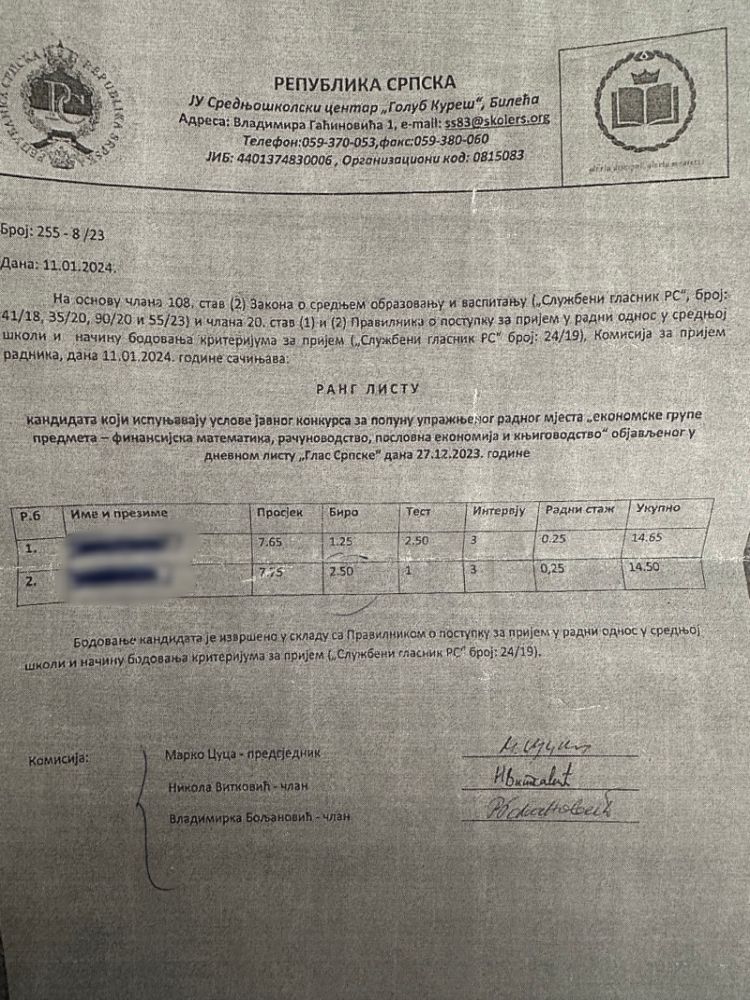 РЕПУБЛИКА СРПСКА
ЈУ Средњошколски центар „Голуб Куреш“, Билећа
Адреса: Владимира Гаћиновића 1, e-mail: ss83@skolers.org
Телефон:059-370-053,факс:059-380-060
ЈИБ: 4401374830006 , Организациони код: 0815083
Број: 255 - 8 /23
Дана: 11.01.2024.
На основу члана 108. став (2) Закона о средњем образовању и васпитању („Службени гласник РС“, број:
41/18, 35/20, 90/20 и 55/23) и члана 20. став (1) и (2) Правилника о поступку за пријем у радни однос у средњој
школи и начину бодовања критеријума за пријем („Службени гласник РС“ број: 24/19), Комисија за пријем
радника, дана 11.01.2024. године сачињава:
РАНГ ЛИСТУ
кандидата који испуњавају услове јавног конкурса за попуну упражњеног радног мјеста „економске групе
предмета – финансијска математика, рачуноводство, пословна економија и књиговодство“ објављеног у
дневном листу „Глас Српске“ дана 27.12.2023. године
Р.б Име и презиме Просјек Биро Тест Интервју Радни стаж Укупно
1. 7.65 1.25 2.50 3 0.25 14.65
2. 7.75 2.50 1 3 0,25 14.50
Бодовање кандидата је извршено у складу са Правилником о поступку за пријем у радни однос у средњој
школи и начину бодовања критеријума за пријем („Службени гласник РС“ број: 24/19).
Комисија: Марко Цуца - предсједник
Никола Витковић - члан
Владимирка Бољановић - члан